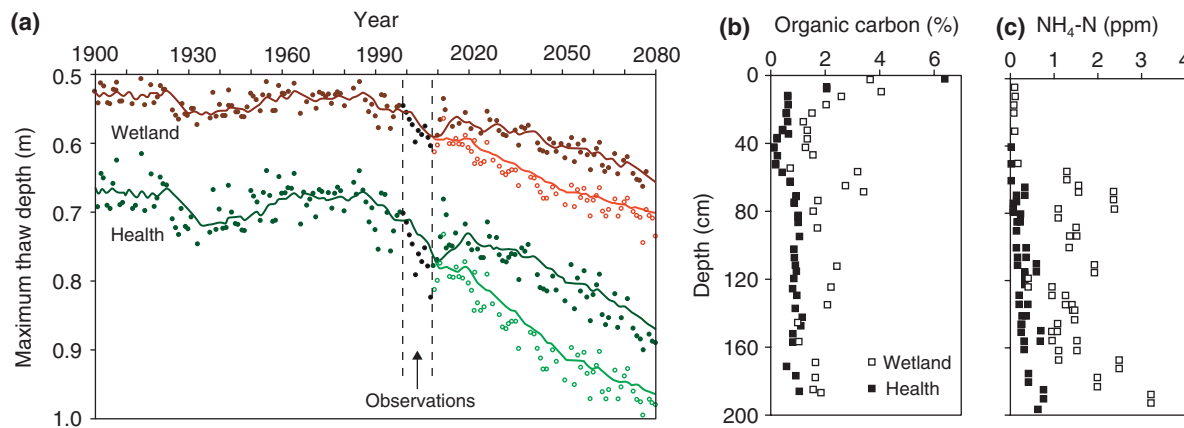 (a)
Year
1900 1930 1960 1990 2020 2050 2080
Maximum thaw depth (m)
0.5
0.6
0.7
0.8
0.9
1.0
Wetland
Health
Observations
(b)
Organic carbon (%)
0 2 4 6
Depth (cm)
0
40
80
120
160
200
Wetland
Health
(c)
NH₄-N (ppm)
0 1 2 3 4